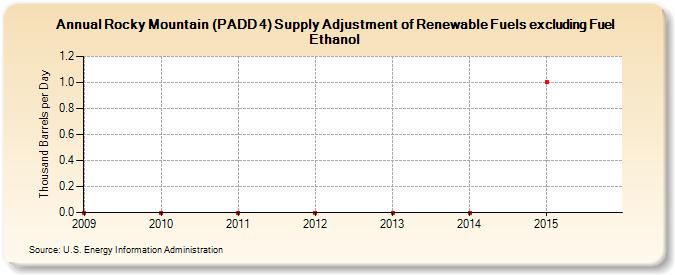 Annual Rocky Mountain (PADD 4) Supply Adjustment of Renewable Fuels excluding Fuel
Ethanol
Thousand Barrels per Day
1.2
1.0
0.8
0.6
0.4
0.2
0.0
2009 2010 2011 2012 2013 2014 2015
Source: U.S. Energy Information Administration